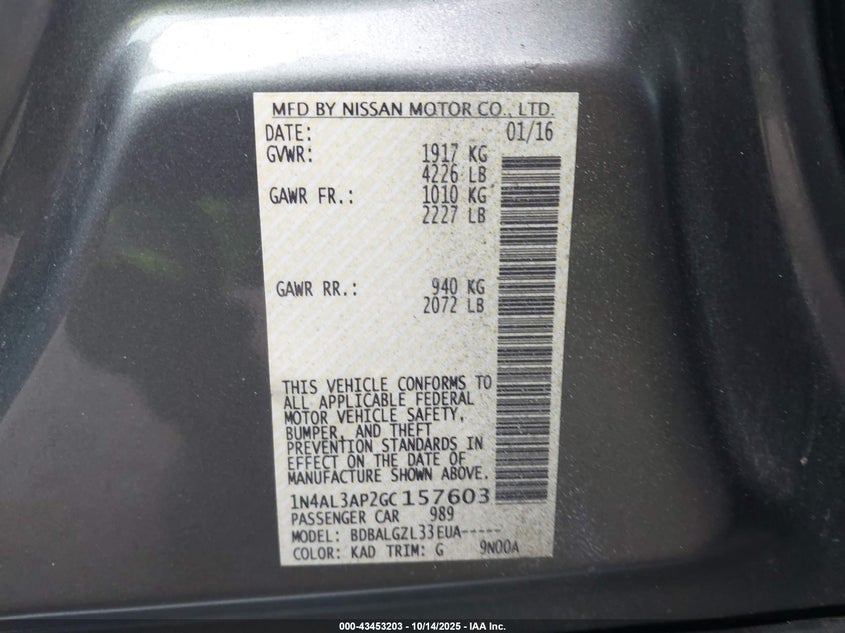 MFD BY NISSAN MOTOR CO., LTD.
DATE: 01/16
GVWR: 1917 KG
4226 LB
GAWR FR.: 1010 KG
2227 LB
GAWR RR.: 940 KG
2072 LB
THIS VEHICLE CONFORMS TO
ALL APPLICABLE FEDERAL
MOTOR VEHICLE SAFETY,
BUMPER, AND THEFT
PREVENTION STANDARDS IN
EFFECT ON THE DATE OF
MANUFACTURE SHOWN ABOVE.
1N4AL3AP2GC157603
PASSENGER CAR 989
MODEL: BDBALGZL33EUA-----
COLOR: KAD TRIM: G 9N00A
000-43453203 - 10/14/2025 - IAA Inc.